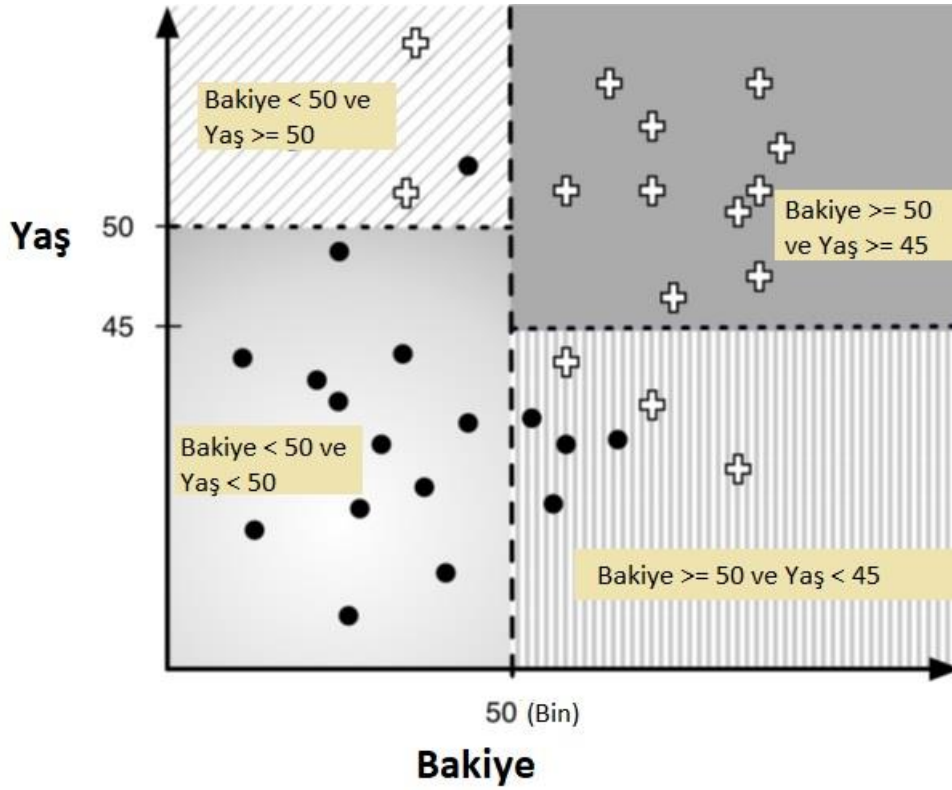 Bakiye < 50 ve
Yaş >= 50
Yaş
50
Bakiye >= 50
ve Yaş >= 45
45
Bakiye < 50 ve
Yaş < 50
Bakiye >= 50 ve Yaş < 45
50 (Bin)
Bakiye